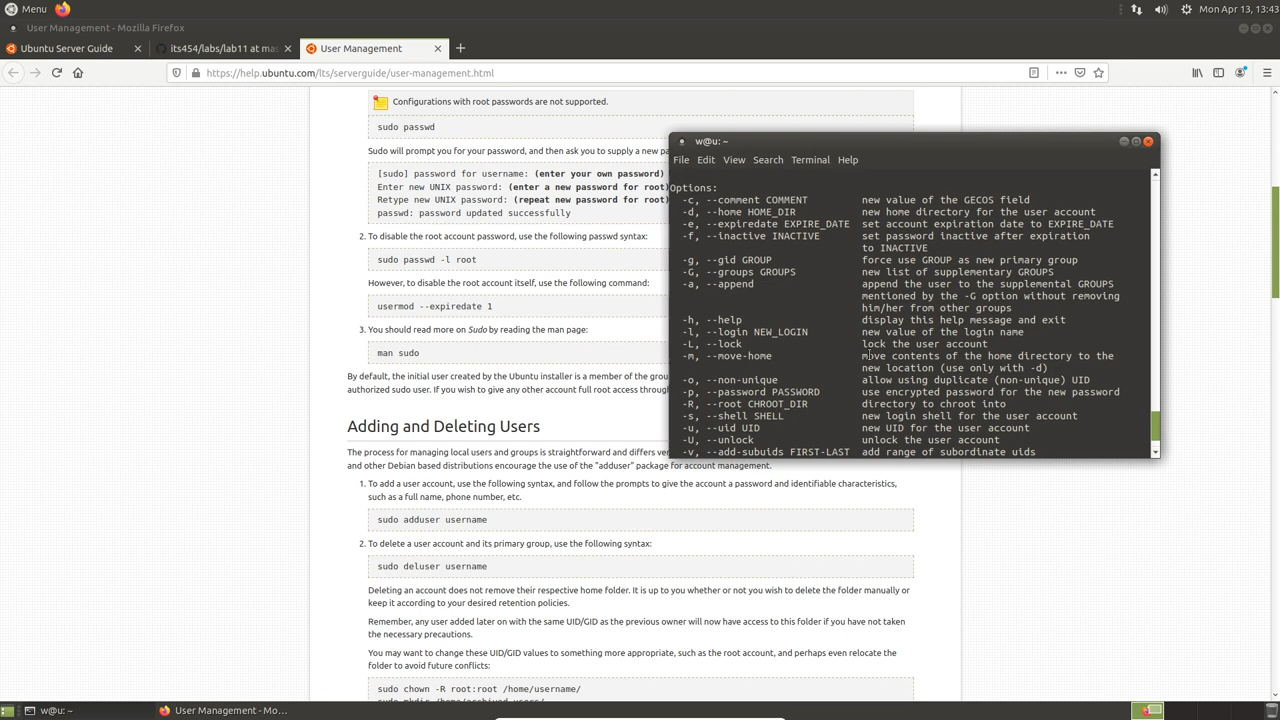 Menu
Mon Apr 13, 13:43
User Management - Mozilla Firefox
Ubuntu Server Guide
its454/labs/lab11 at mas
User Management
https://help.ubuntu.com/lts/serverguide/user-management.html
Configurations with root passwords are not supported.
sudo passwd
Sudo will prompt you for your password, and then ask you to supply a new pa
[sudo] password for username: (enter your own password)
Enter new UNIX password: (enter a new password for root)
Retype new UNIX password: (repeat new password for root)
passwd: password updated successfully
2. To disable the root account password, use the following passwd syntax:
sudo passwd -l root
However, to disable the root account itself, use the following command:
usermod --expiredate 1
3. You should read more on Sudo by reading the man page:
man sudo
By default, the initial user created by the Ubuntu installer is a member of the grou
authorized sudo user. If you wish to give any other account full root access through
Adding and Deleting Users
The process for managing local users and groups is straightforward and differs ver
and other Debian based distributions encourage the use of the "adduser" package for account management.
1. To add a user account, use the following syntax, and follow the prompts to give the account a password and identifiable characteristics,
such as a full name, phone number, etc.
sudo adduser username
2. To delete a user account and its primary group, use the following syntax:
sudo deluser username
Deleting an account does not remove their respective home folder. It is up to you whether or not you wish to delete the folder manually or
keep it according to your desired retention policies.
Remember, any user added later on with the same UID/GID as the previous owner will now have access to this folder if you have not taken
the necessary precautions.
You may want to change these UID/GID values to something more appropriate, such as the root account, and perhaps even relocate the
folder to avoid future conflicts:
sudo chown -R root:root /home/username/
sudo mkdir /home/archived_users/
w@u: ~
File Edit View Search Terminal Help
Options:
-c, --comment COMMENT new value of the GECOS field
-d, --home HOME_DIR new home directory for the user account
-e, --expiredate EXPIRE_DATE set account expiration date to EXPIRE_DATE
-f, --inactive INACTIVE set password inactive after expiration
to INACTIVE
-g, --gid GROUP force use GROUP as new primary group
-G, --groups GROUPS new list of supplementary GROUPS
-a, --append append the user to the supplemental GROUPS
mentioned by the -G option without removing
him/her from other groups
-h, --help display this help message and exit
-l, --login NEW_LOGIN new value of the login name
-L, --lock lock the user account
-m, --move-home move contents of the home directory to the
new location (use only with -d)
-o, --non-unique allow using duplicate (non-unique) UID
-p, --password PASSWORD use encrypted password for the new password
-R, --root CHROOT_DIR directory to chroot into
-s, --shell SHELL new login shell for the user account
-u, --uid UID new UID for the user account
-U, --unlock unlock the user account
-v, --add-subuids FIRST-LAST add range of subordinate uids
w@u: ~
User Management - Mo...